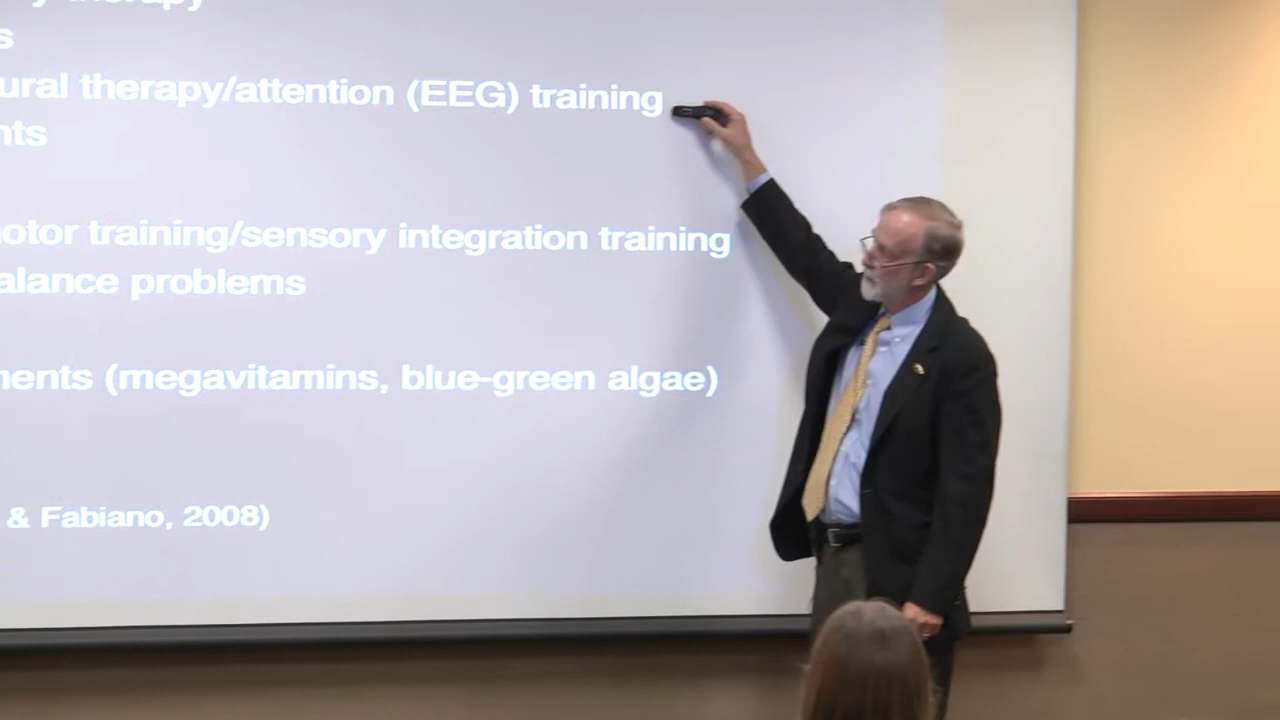 therapy
s
ural therapy/attention (EEG) training
nts
otor training/sensory integration training
alance problems
ments (megavitamins, blue-green algae)
& Fabiano, 2008)